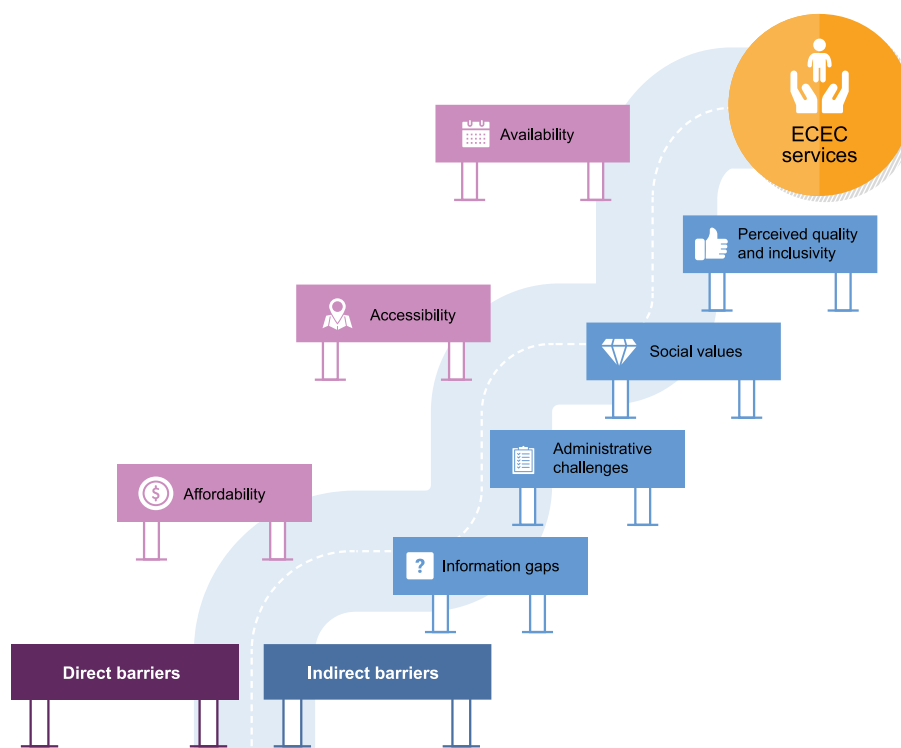 ECEC
services
Availability
Perceived quality
and inclusivity
Accessibility
Social values
Administrative
challenges
Affordability
$
Information gaps
?
Direct barriers
Indirect barriers